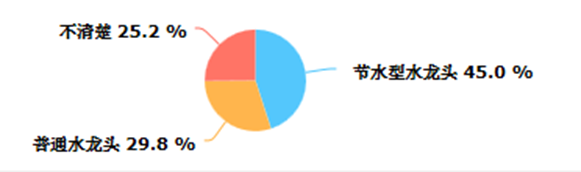 不清楚 25.2 %
节水型水龙头 45.0 %
普通水龙头 29.8 %